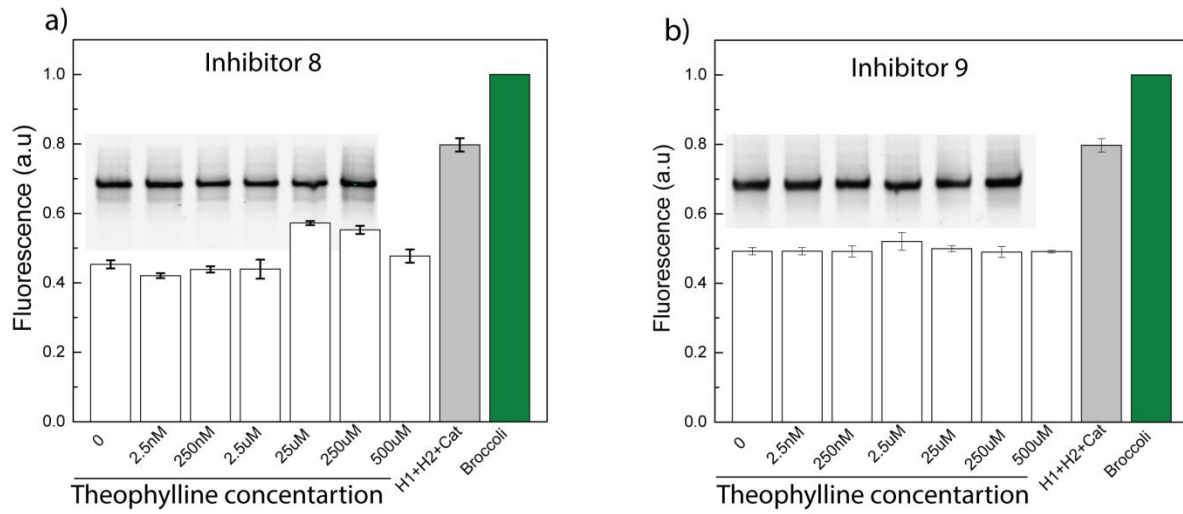 a)
Inhibitor 8
Fluorescence (a.u)
1.0
0.8
0.6
0.4
0.2
0.0
0
2.5nM
250nM
2.5uM
25uM
250uM
500uM
H1+H2+Cat
Broccoli
Theophylline concentartion
b)
Inhibitor 9
Fluorescence (a.u)
1.0
0.8
0.6
0.4
0.2
0.0
0
2.5nM
250nM
2.5uM
25uM
250uM
500uM
H1+H2+Cat
Broccoli
Theophylline concentartion